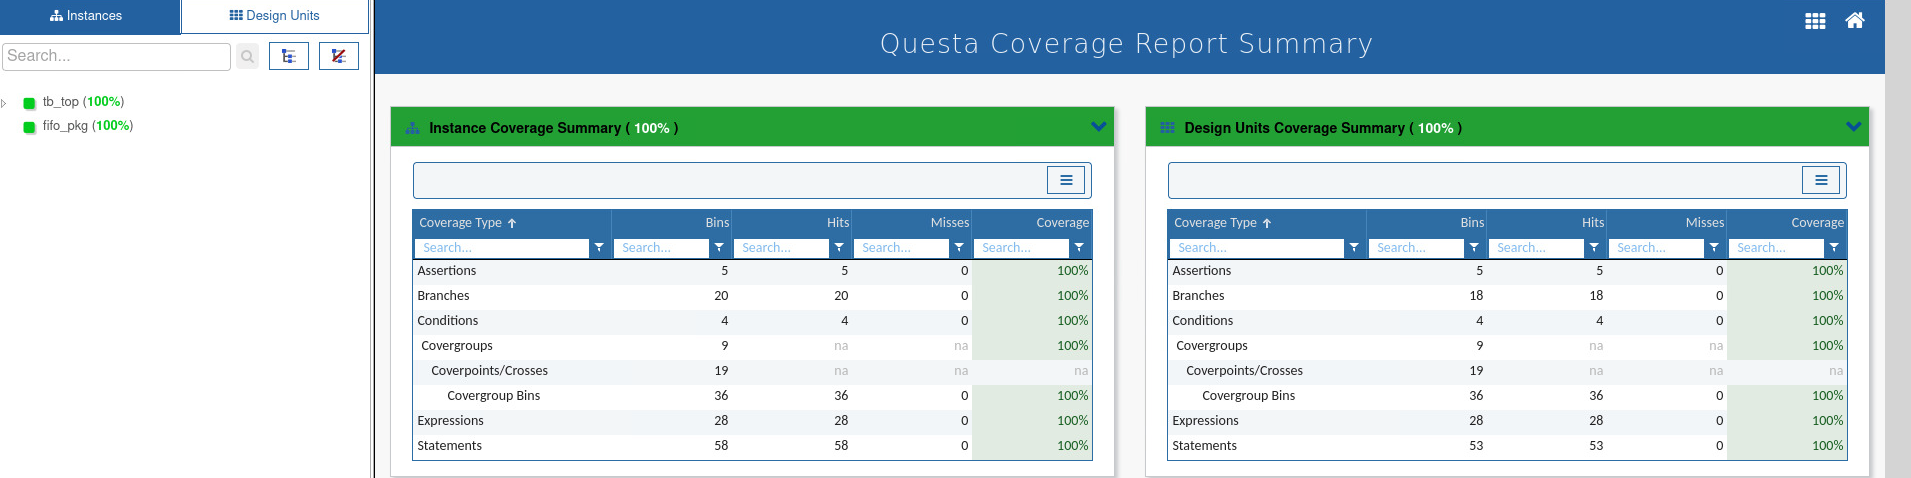 Instances
Design Units
Search...
tb_top (100%)
fifo_pkg (100%)
Questa Coverage Report Summary
Instance Coverage Summary ( 100% )
Coverage Type Bins Hits Misses Coverage
Search... Search... Search... Search... Search...
Assertions 5 5 0 100%
Branches 20 20 0 100%
Conditions 4 4 0 100%
Covergroups 9 na na 100%
Coverpoints/Crosses 19 na na na
Covergroup Bins 36 36 0 100%
Expressions 28 28 0 100%
Statements 58 58 0 100%
Design Units Coverage Summary ( 100% )
Coverage Type Bins Hits Misses Coverage
Search... Search... Search... Search... Search...
Assertions 5 5 0 100%
Branches 18 18 0 100%
Conditions 4 4 0 100%
Covergroups 9 na na 100%
Coverpoints/Crosses 19 na na na
Covergroup Bins 36 36 0 100%
Expressions 28 28 0 100%
Statements 53 53 0 100%